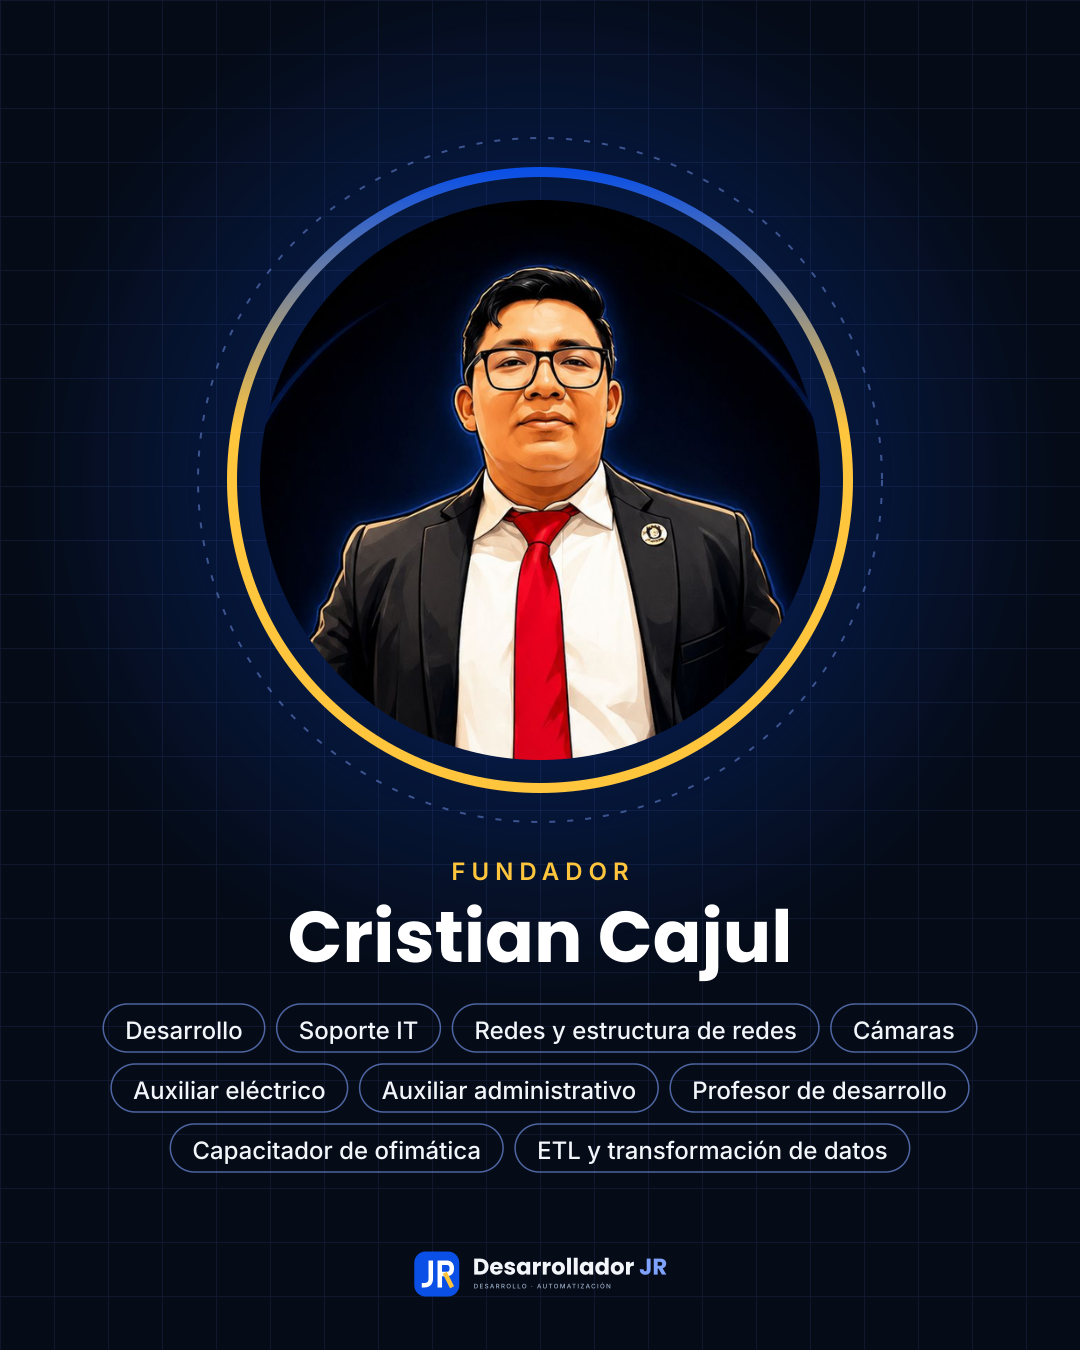 FUNDADOR
Cristian Cajul
Desarrollo Soporte IT Redes y estructura de redes Cámaras
Auxiliar eléctrico Auxiliar administrativo Profesor de desarrollo
Capacitador de ofimática ETL y transformación de datos
JR Desarrollador JR
DESARROLLO · AUTOMATIZACIÓN